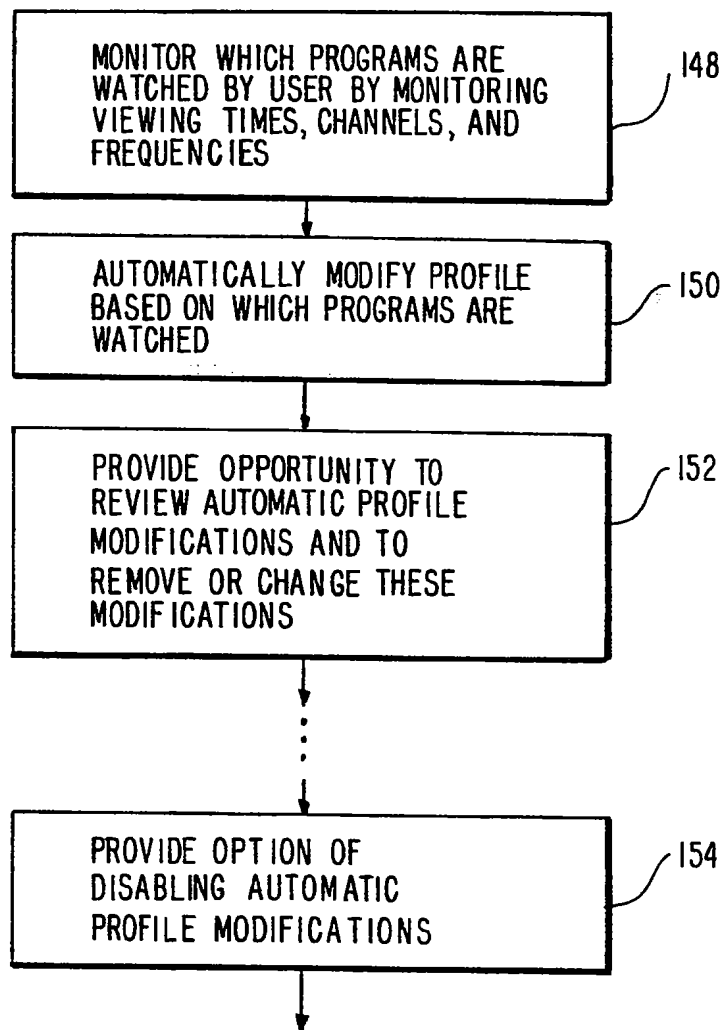 MONITOR WHICH PROGRAMS ARE
WATCHED BY USER BY MONITORING
VIEWING TIMES, CHANNELS, AND
FREQUENCIES
148
AUTOMATICALLY MODIFY PROFILE
BASED ON WHICH PROGRAMS ARE
WATCHED
150
PROVIDE OPPORTUNITY TO
REVIEW AUTOMATIC PROFILE
MODIFICATIONS AND TO
REMOVE OR CHANGE THESE
MODIFICATIONS
152
PROVIDE OPTION OF
DISABLING AUTOMATIC
PROFILE MODIFICATIONS
154